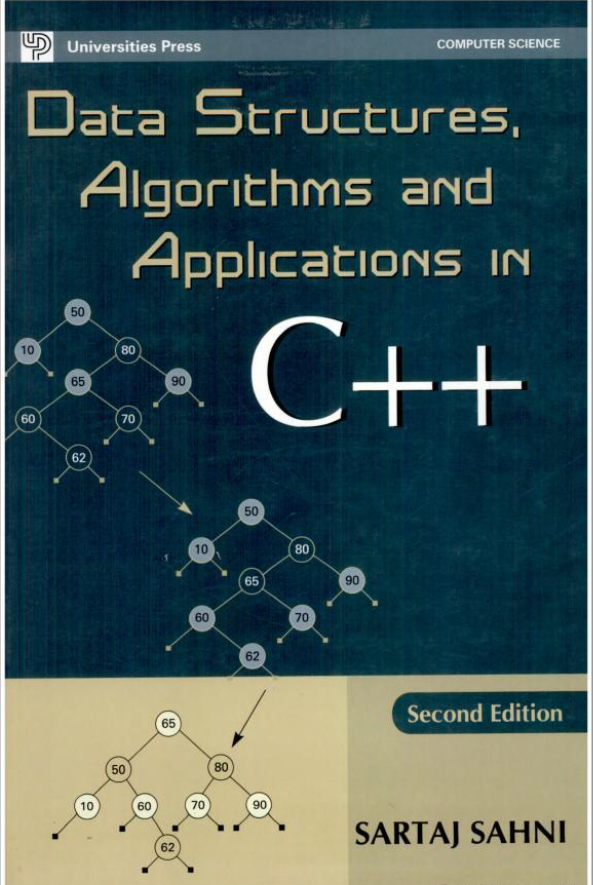 UP Universities Press COMPUTER SCIENCE
Data Structures,
Algorithms and
Applications in
C++
50
10 80
65 90
60 70
62
50
10 80
65 90
60 70
62
Second Edition
65
50 80
10 60 70 90
62
SARTAJ SAHNI